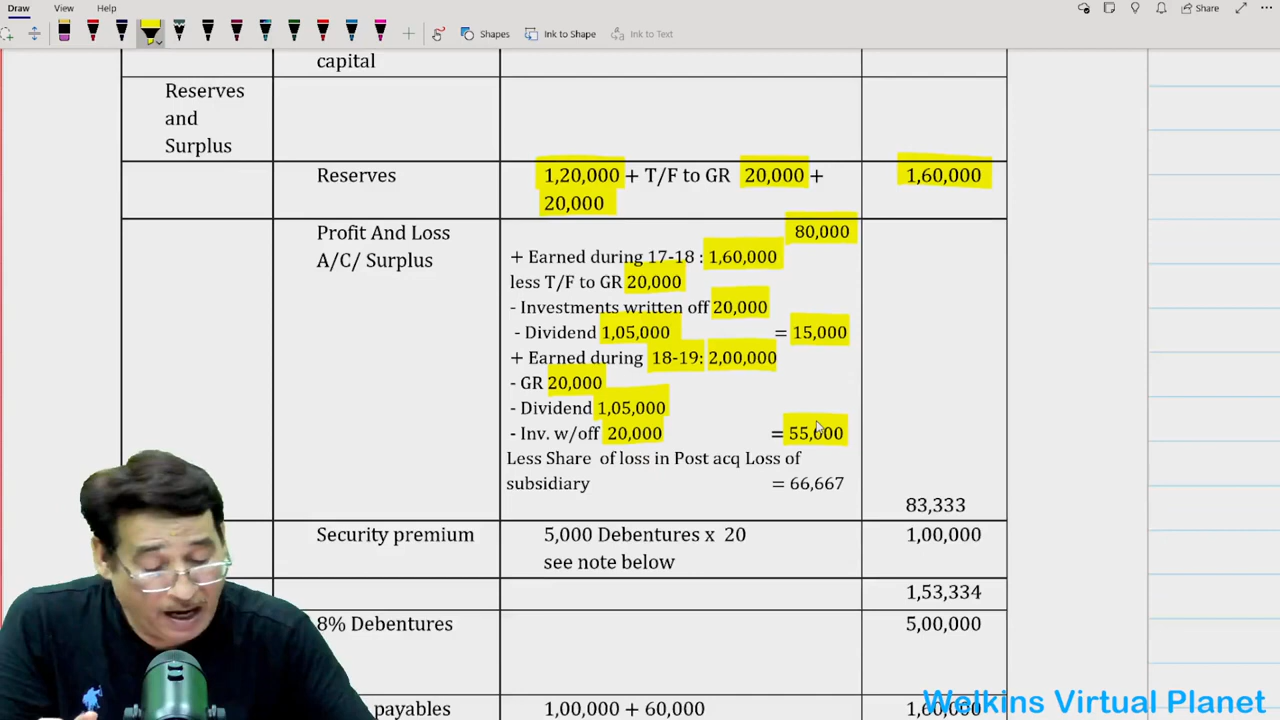 Draw View Help
Shapes Ink to Shape Ink to Text Share
capital
Reserves
and
Surplus
Reserves 1,20,000 + T/F to GR 20,000 + 1,60,000
20,000
Profit And Loss 80,000
A/C/ Surplus
+ Earned during 17-18 : 1,60,000
less T/F to GR 20,000
- Investments written off 20,000
- Dividend 1,05,000 = 15,000
+ Earned during 18-19: 2,00,000
- GR 20,000
- Dividend 1,05,000
- Inv. w/off 20,000 = 55,000
Less Share of loss in Post acq Loss of
subsidiary = 66,667
83,333
Security premium 5,000 Debentures x 20 1,00,000
see note below
1,53,334
8% Debentures 5,00,000
payables 1,00,000 + 60,000
Welkins Virtual Planet